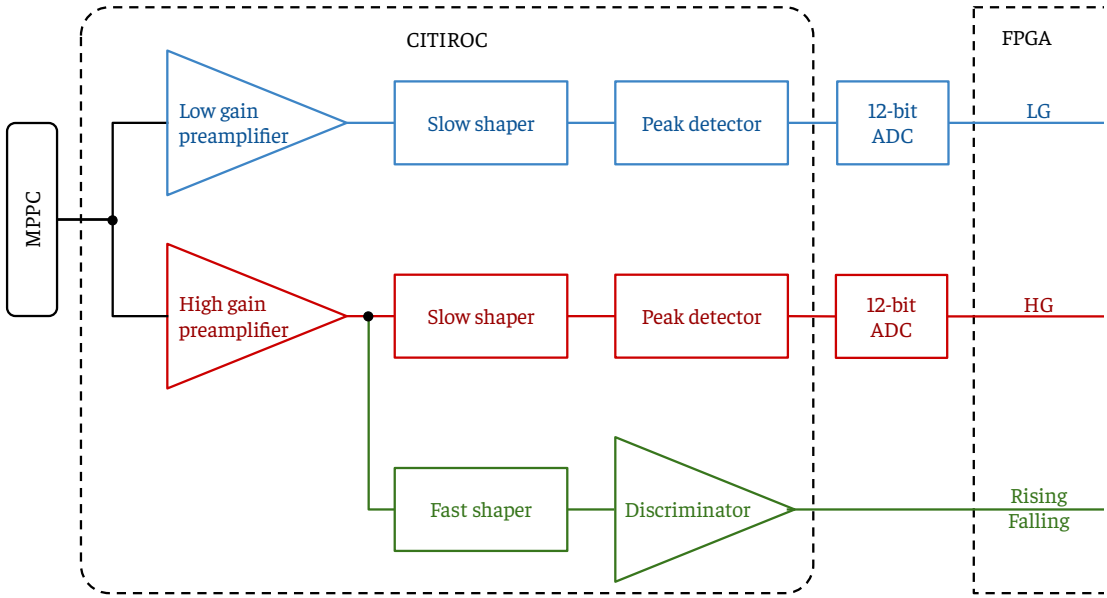 CITIROC
FPGA
Low gain
preamplifier
Slow shaper
Peak detector
12-bit
ADC
LG
MPPC
High gain
preamplifier
Slow shaper
Peak detector
12-bit
ADC
HG
Fast shaper
Discriminator
Rising
Falling